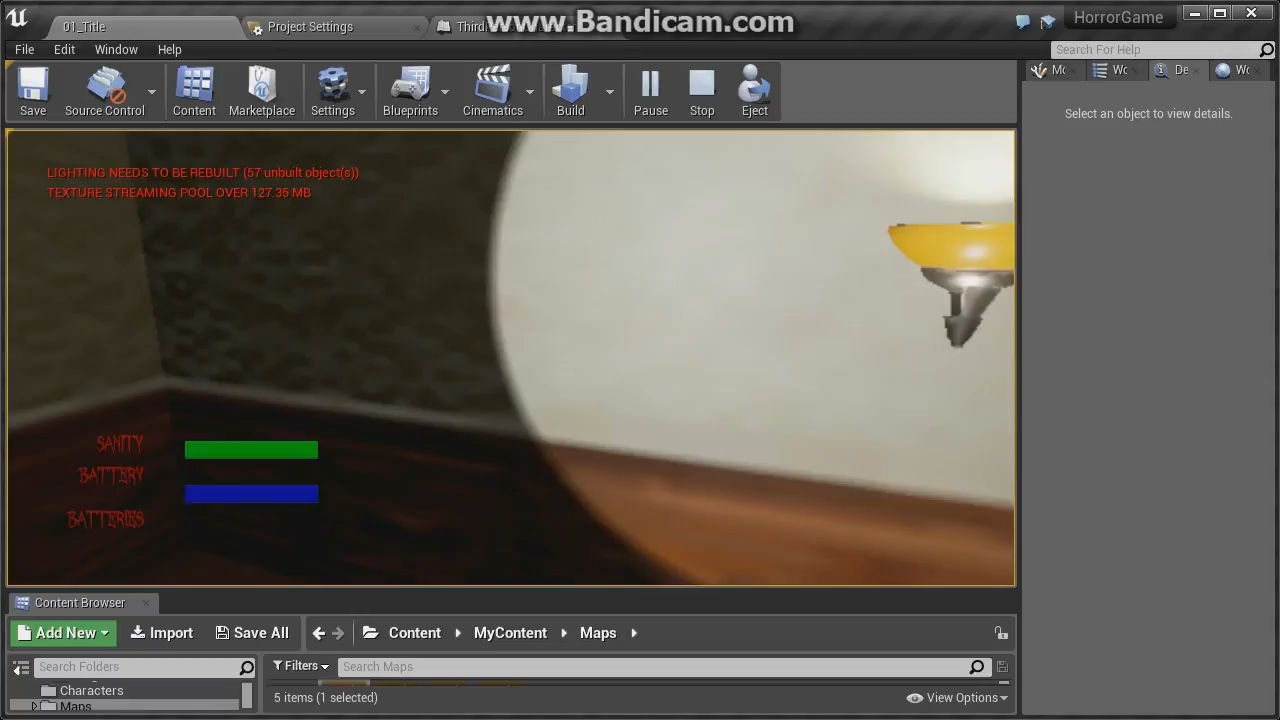 www.Bandicam.com
01_Title
Project Settings
HorrorGame
File Edit Window Help
Search For Help
Save
Source Control
Content
Marketplace
Settings
Blueprints
Cinematics
Build
Pause
Stop
Eject
Select an object to view details.
LIGHTING NEEDS TO BE REBUILT (57 unbuilt object(s))
TEXTURE STREAMING POOL OVER 127.35 MB
SANITY
BATTERY
BATTERIES
Content Browser
Add New
Import
Save All
Content
MyContent
Maps
Search Folders
Filters
Search Maps
Characters
Maps
5 items (1 selected)
View Options